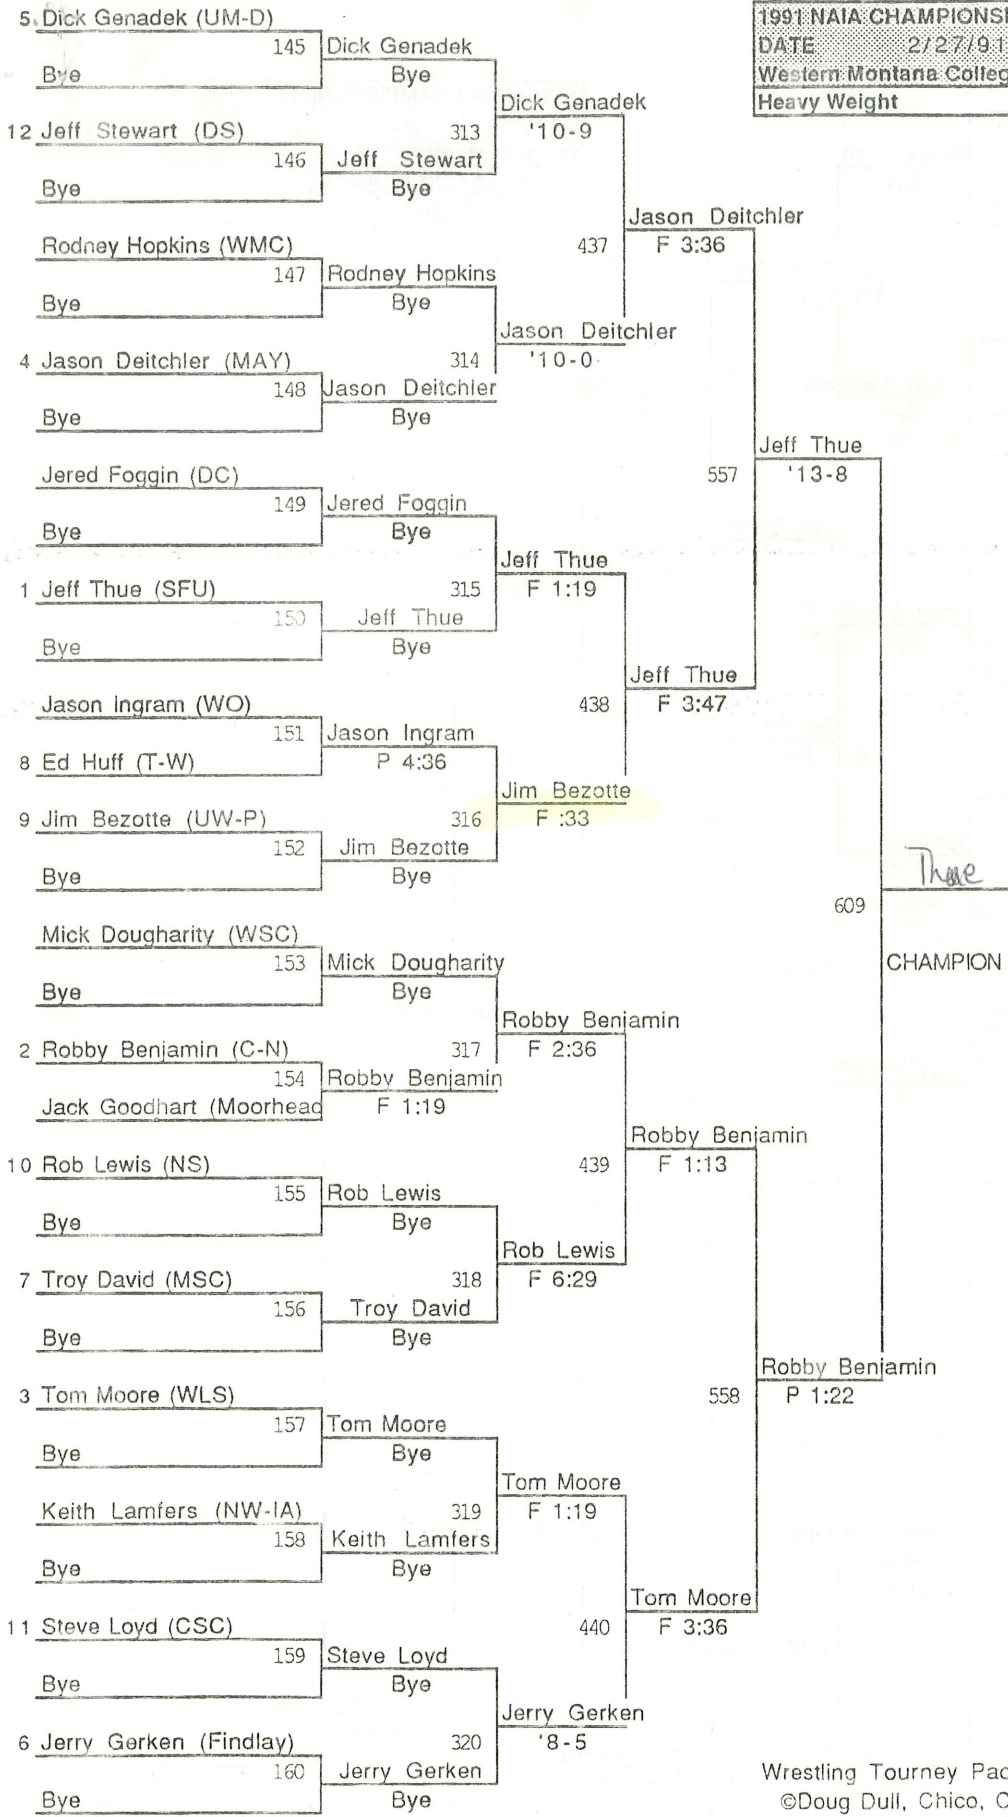 1991 NAIA CHAMPIONSH
DATE 2/27/91
Western Montana Colleg
Heavy Weight
5 Dick Genadek (UM-D)
145 Dick Genadek
Bye Bye
Dick Genadek
12 Jeff Stewart (DS) 313 '10-9
146 Jeff Stewart
Bye Bye
Jason Deitchler
Rodney Hopkins (WMC) 437 F 3:36
147 Rodney Hopkins
Bye Bye
Jason Deitchler
4 Jason Deitchler (MAY) 314 '10-0
148 Jason Deitchler
Bye Bye
Jeff Thue
Jered Foggin (DC) 557 '13-8
149 Jered Foggin
Bye Bye
Jeff Thue
1 Jeff Thue (SFU) 315 F 1:19
150 Jeff Thue
Bye Bye
Jeff Thue
Jason Ingram (WO) 438 F 3:47
151 Jason Ingram
8 Ed Huff (T-W) P 4:36
Jim Bezotte
9 Jim Bezotte (UW-P) 316 F :33
152 Jim Bezotte
Bye Bye
Thue
609
Mick Dougharity (WSC)
153 Mick Dougharity CHAMPION
Bye Bye
Robby Benjamin
2 Robby Benjamin (C-N) 317 F 2:36
154 Robby Benjamin
Jack Goodhart (Moorhead F 1:19
Robby Benjamin
10 Rob Lewis (NS) 439 F 1:13
155 Rob Lewis
Bye Bye
Rob Lewis
7 Troy David (MSC) 318 F 6:29
156 Troy David
Bye Bye
Robby Benjamin
3 Tom Moore (WLS) 558 P 1:22
157 Tom Moore
Bye Bye
Tom Moore
Keith Lamfers (NW-IA) 319 F 1:19
158 Keith Lamfers
Bye Bye
Tom Moore
11 Steve Loyd (CSC) 440 F 3:36
159 Steve Loyd
Bye Bye
Jerry Gerken
6 Jerry Gerken (Findlay) 320 '8-5
160 Jerry Gerken
Bye Bye
Wrestling Tourney Pac
©Doug Dull, Chico, C